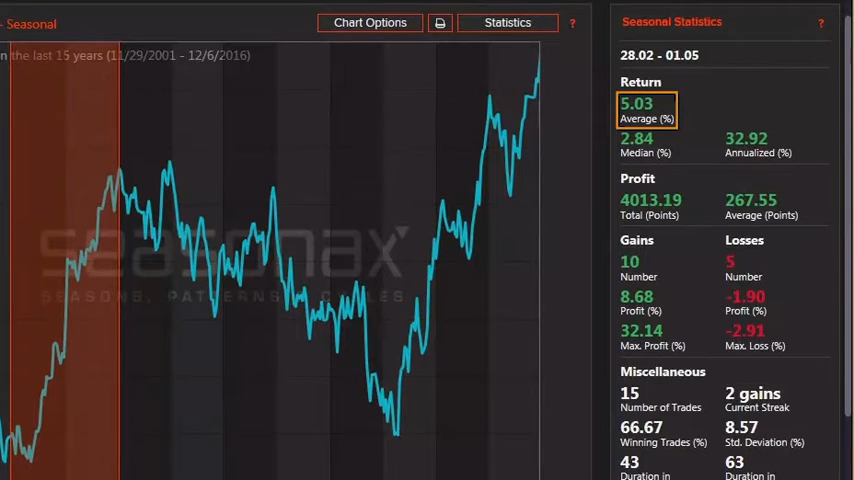 - Seasonal
Chart Options
Statistics
?
n the last 15 years (11/29/2001 - 12/6/2016)
seasonax
SEASONS, PATTERNS, CYCLES
Seasonal Statistics
?
28.02 - 01.05
Return
5.03
Average (%)
2.84 32.92
Median (%) Annualized (%)
Profit
4013.19 267.55
Total (Points) Average (Points)
Gains Losses
10 5
Number Number
8.68 -1.90
Profit (%) Profit (%)
32.14 -2.91
Max. Profit (%) Max. Loss (%)
Miscellaneous
15 2 gains
Number of Trades Current Streak
66.67 8.57
Winning Trades (%) Std. Deviation (%)
43 63
Duration in Duration in